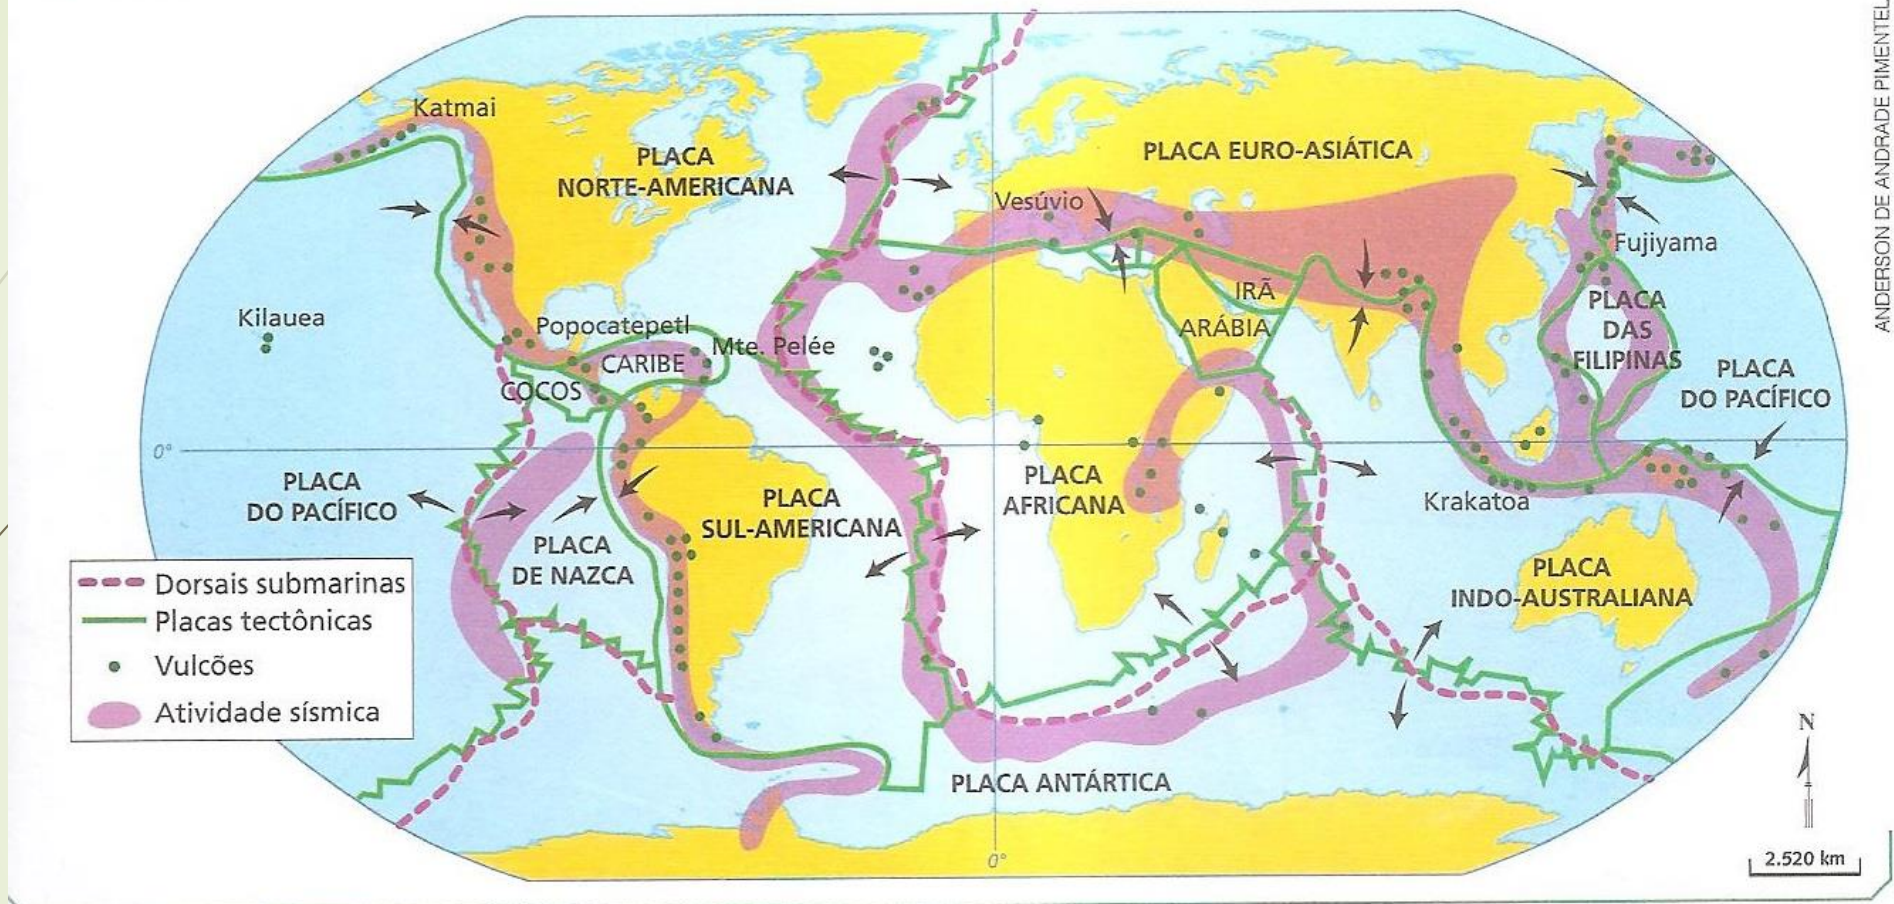 ANDERSON DE ANDRADE PIMENTEL
Katmai
PLACA
NORTE-AMERICANA
PLACA EURO-ASIÁTICA
Vesúvio
Fujiyama
Kilauea
Popocatepetl
Mte. Pelée
CARIBE
COCOS
IRÃ
ARÁBIA
PLACA
DAS
FILIPINAS
PLACA
DO PACÍFICO
0°
PLACA
DO PACÍFICO
PLACA
DE NAZCA
PLACA
SUL-AMERICANA
PLACA
AFRICANA
Krakatoa
PLACA
INDO-AUSTRALIANA
Dorsais submarinas
Placas tectônicas
Vulcões
Atividade sísmica
PLACA ANTÁRTICA
0°
N
2.520 km